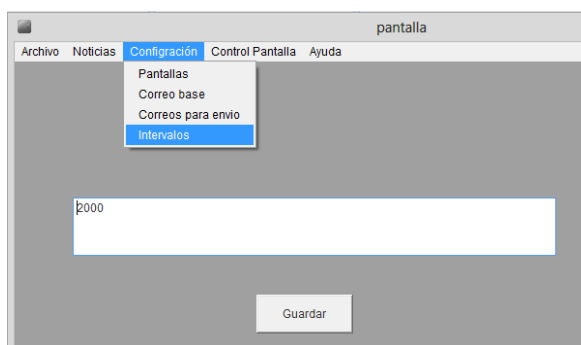 pantalla
Archivo Noticias Configración Control Pantalla Ayuda
Pantallas
Correo base
Correos para envio
Intervalos
2000
Guardar